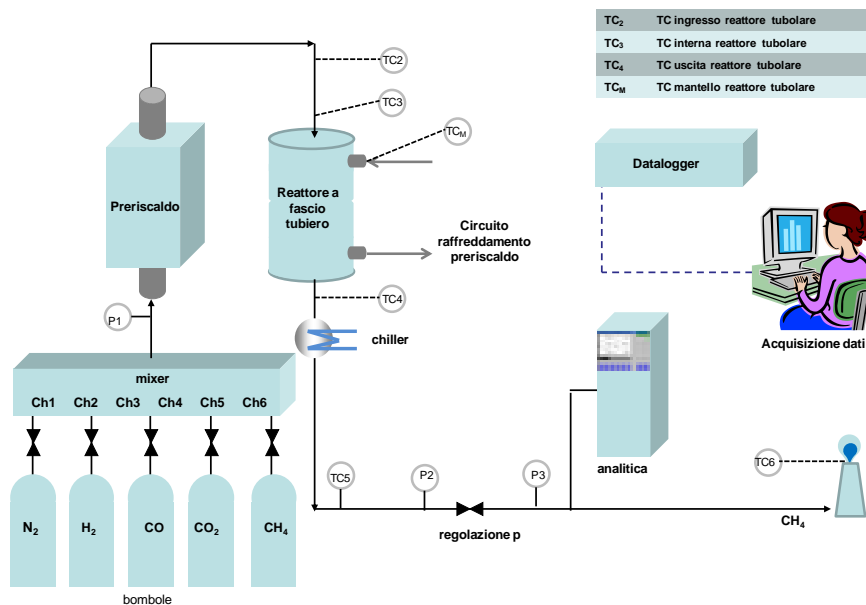 TC2 TC ingresso reattore tubolare
TC3 TC interna reattore tubolare
TC4 TC uscita reattore tubolare
TCM TC mantello reattore tubolare
TC2
TC3
TCM
Datalogger
Preriscaldo
Reattore a
fascio
tubiero
Circuito
raffreddamento
preriscaldo
TC4
P1
chiller
Acquisizione dati
mixer
Ch1 Ch2 Ch3 Ch4 Ch5 Ch6
analitica
TC6
TC5
P2
P3
N2 H2 CO CO2 CH4
regolazione p
CH4
bombole